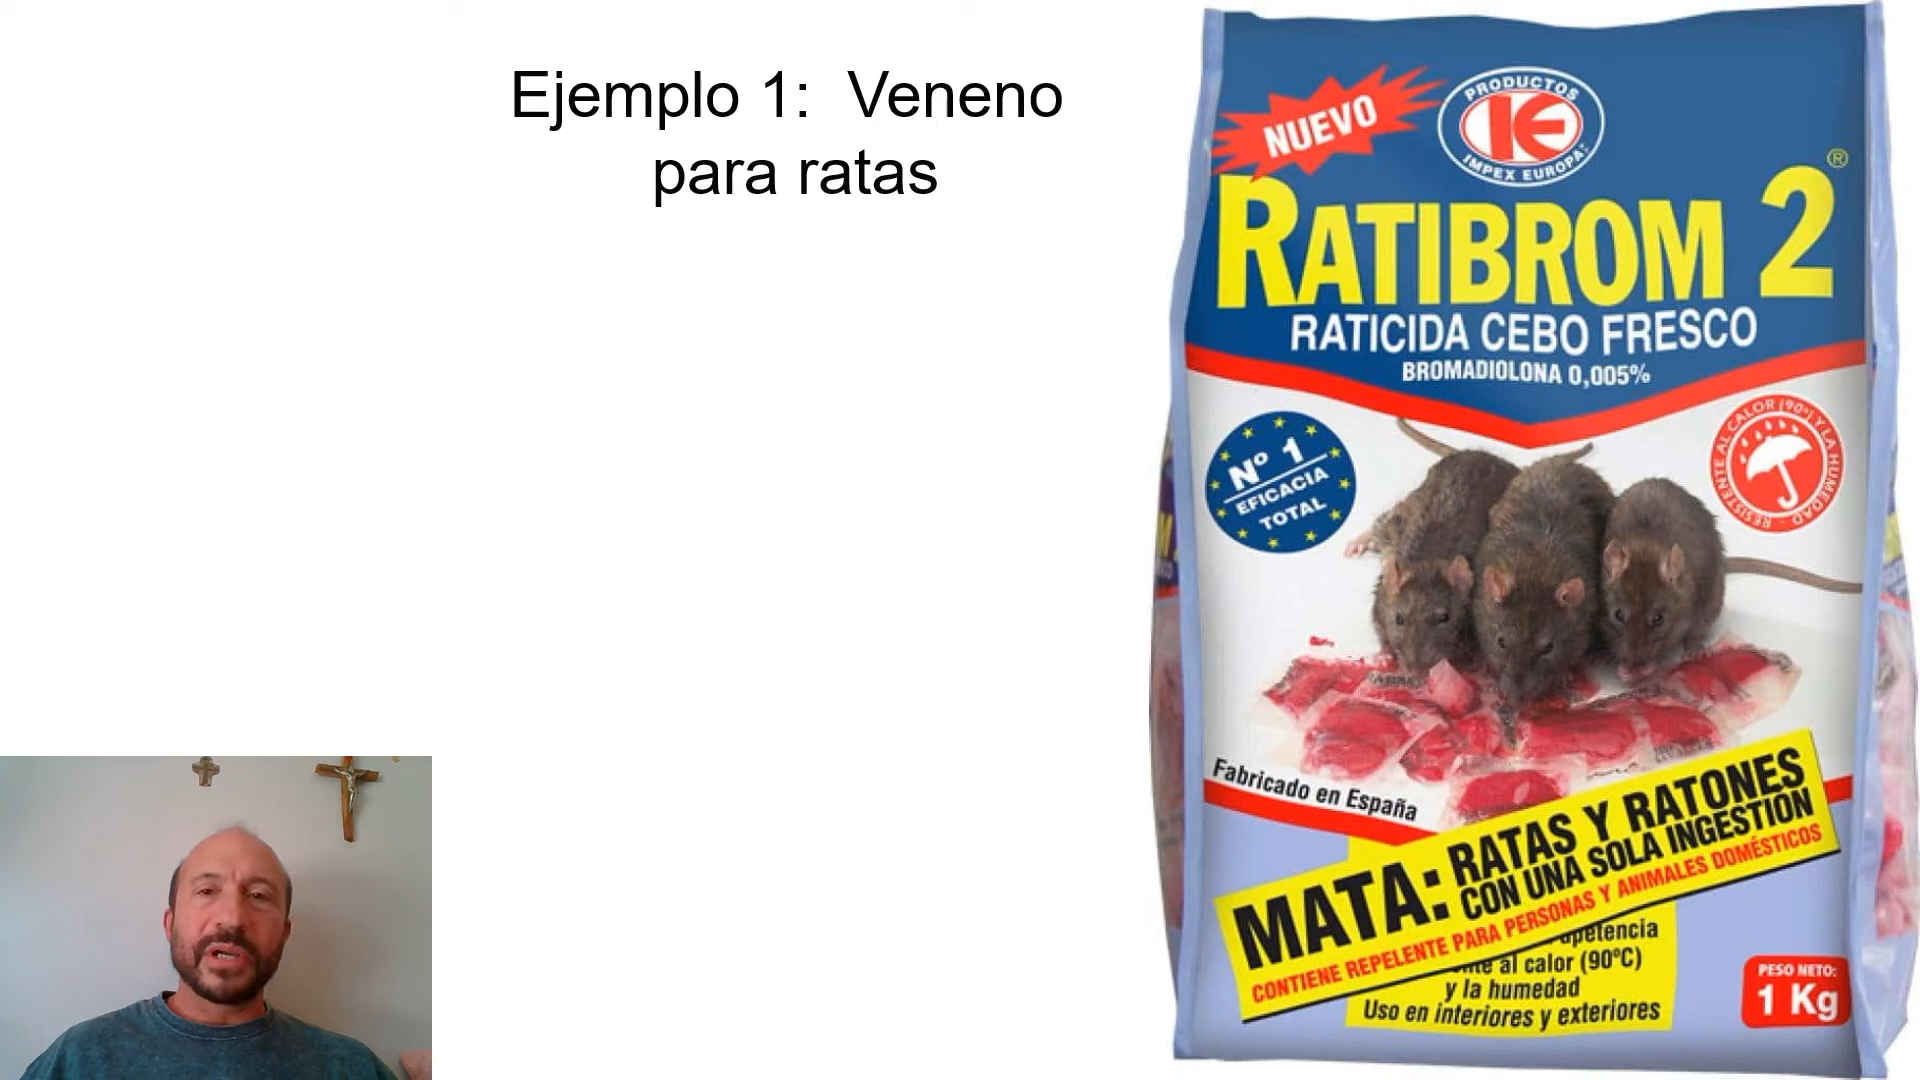 Ejemplo 1:  Veneno
para ratas
NUEVO
PRODUCTOS
IE
IMPEX EUROPA
RATIBROM 2®
RATICIDA CEBO FRESCO
BROMADIOLONA 0,005%
Nº 1
EFICACIA
TOTAL
RESISTENTE AL CALOR (90º) Y LA HUMEDAD
Fabricado en España
MATA: RATAS Y RATONES
CON UNA SOLA INGESTIÓN
CONTIENE REPELENTE PARA PERSONAS Y ANIMALES DOMÉSTICOS
al calor (90ºC)
y la humedad
Uso en interiores y exteriores
PESO NETO:
1 Kg